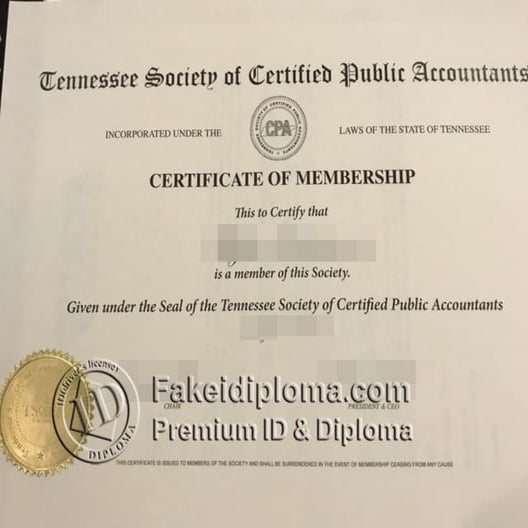 Tennessee Society of Certified Public Accountants
INCORPORATED UNDER THE
CPA
LAWS OF THE STATE OF TENNESSEE
CERTIFICATE OF MEMBERSHIP
This to Certify that
is a member of this Society.
Given under the Seal of the Tennessee Society of Certified Public Accountants
CHAIR
PRESIDENT & CEO
ID
DIPLOMA
Fakeidiploma.com
Premium ID & Diploma
THIS CERTIFICATE IS ISSUED TO MEMBERS OF THE SOCIETY AND SHALL BE SURRENDERED IN THE EVENT OF MEMBERSHIP CEASING FROM ANY CAUSE